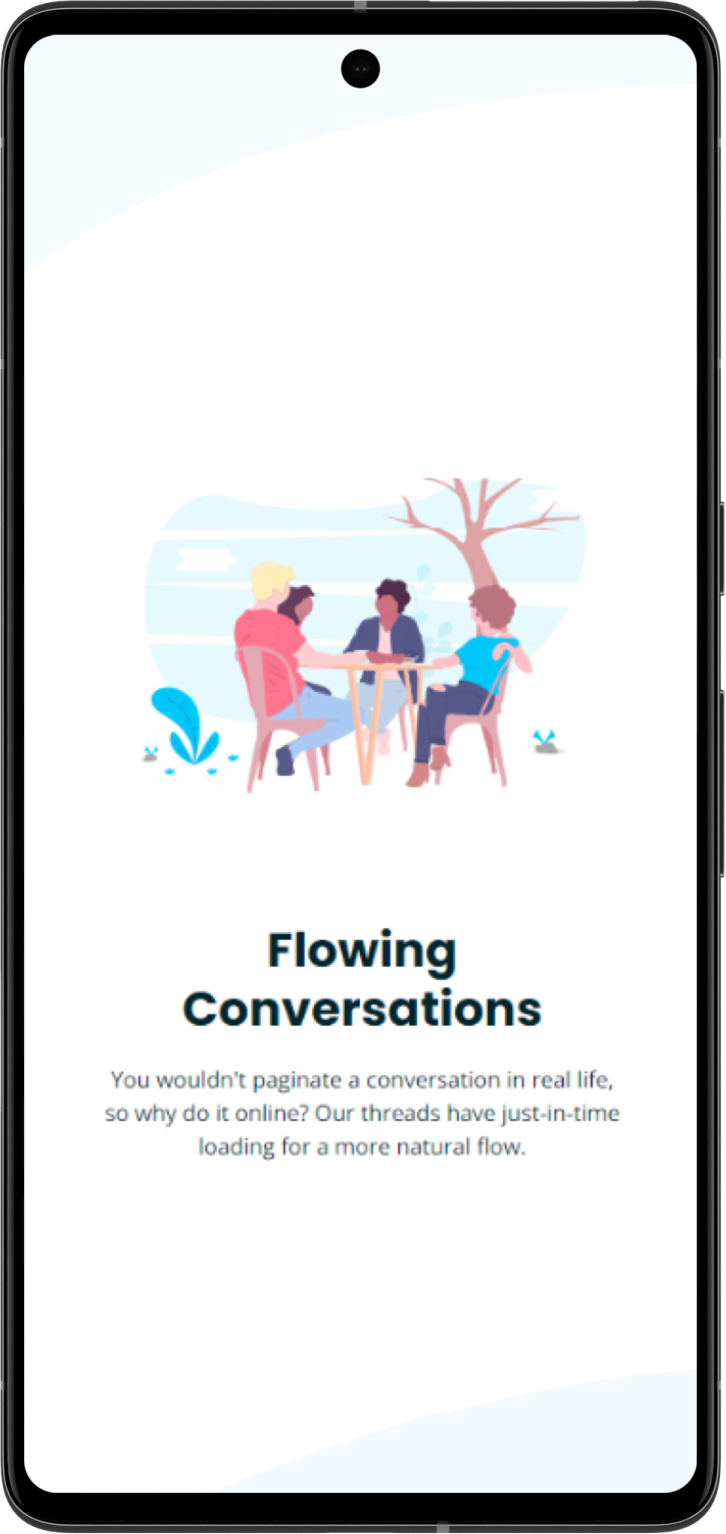 Flowing
Conversations
You wouldn't paginate a conversation in real life,
so why do it online? Our threads have just-in-time
loading for a more natural flow.